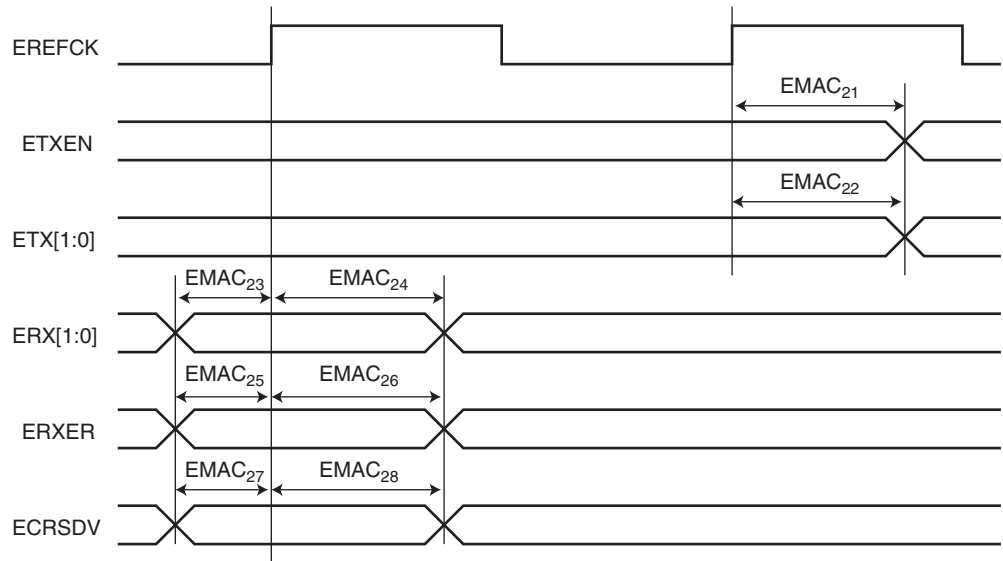 EREFCK
EMAC21
ETXEN
EMAC22
ETX[1:0]
EMAC23 EMAC24
ERX[1:0]
EMAC25 EMAC26
ERXER
EMAC27 EMAC28
ECRSDV